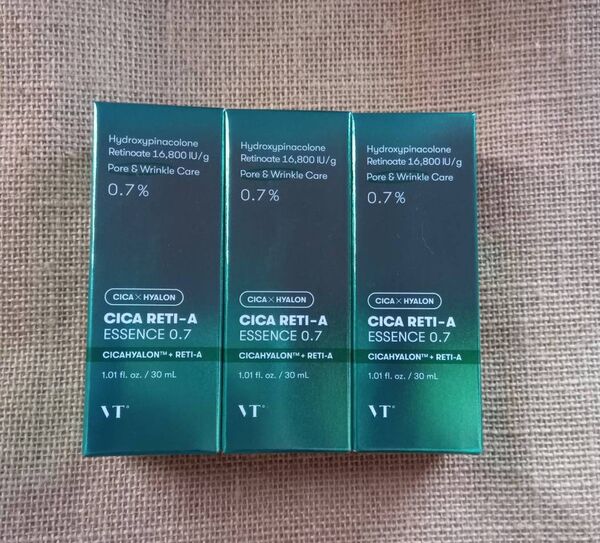 Hydroxypinacolone
Retinoate 16,800 IU/g
Pore & Wrinkle Care
0.7%
CICA × HYALON
CICA RETI-A
ESSENCE 0.7
CICAHYALON™ + RETI-A
1.01 fl. oz. / 30 mL
VT®
Hydroxypinacolone
Retinoate 16,800 IU/g
Pore & Wrinkle Care
0.7%
CICA × HYALON
CICA RETI-A
ESSENCE 0.7
CICAHYALON™ + RETI-A
1.01 fl. oz. / 30 mL
VT®
Hydroxypinacolone
Retinoate 16,800 IU/g
Pore & Wrinkle Care
0.7%
CICA × HYALON
CICA RETI-A
ESSENCE 0.7
CICAHYALON™ + RETI-A
1.01 fl. oz. / 30 mL
VT®